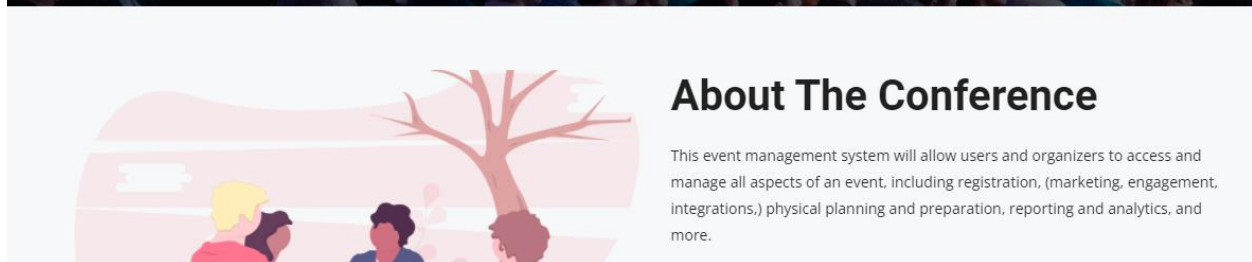 About The Conference
This event management system will allow users and organizers to access and
manage all aspects of an event, including registration, (marketing, engagement,
integrations,) physical planning and preparation, reporting and analytics, and
more.